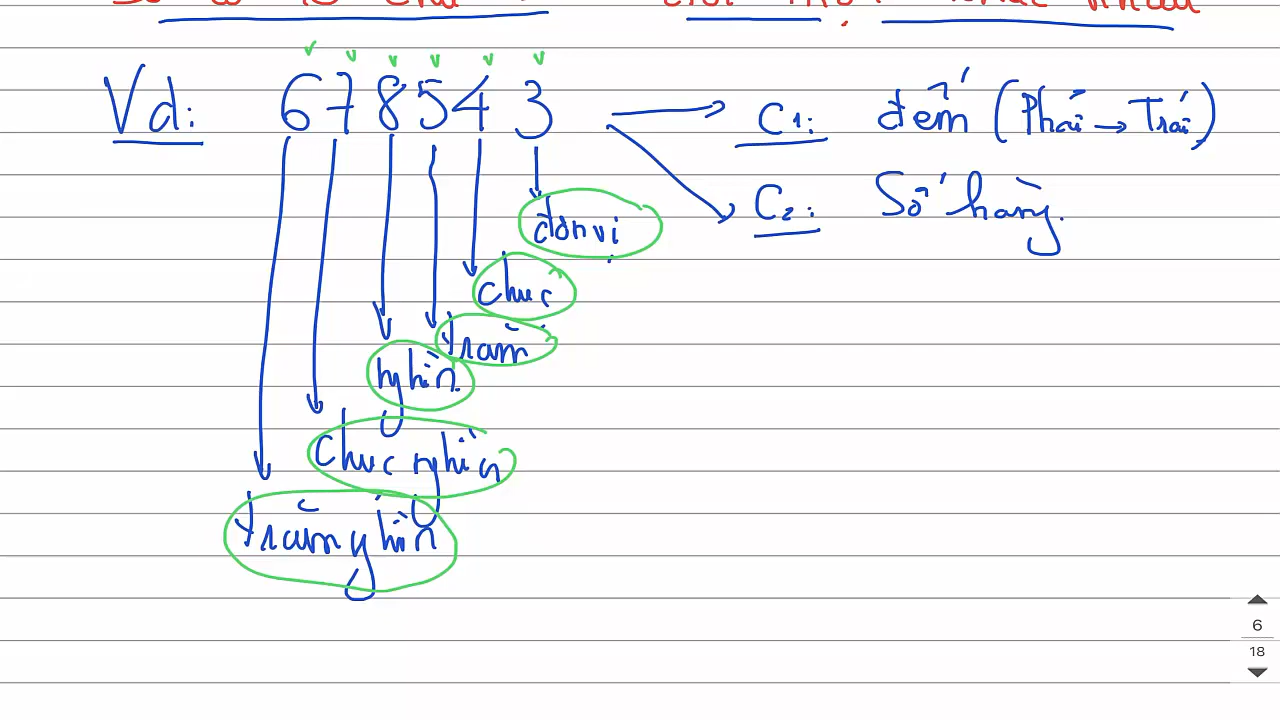 Vd: 678543
C1: đếm (Phải → Trái)
C2: Số hàng.
đơn vị
chục
trăm
nghìn
chục nghìn
trăm nghìn
6
18